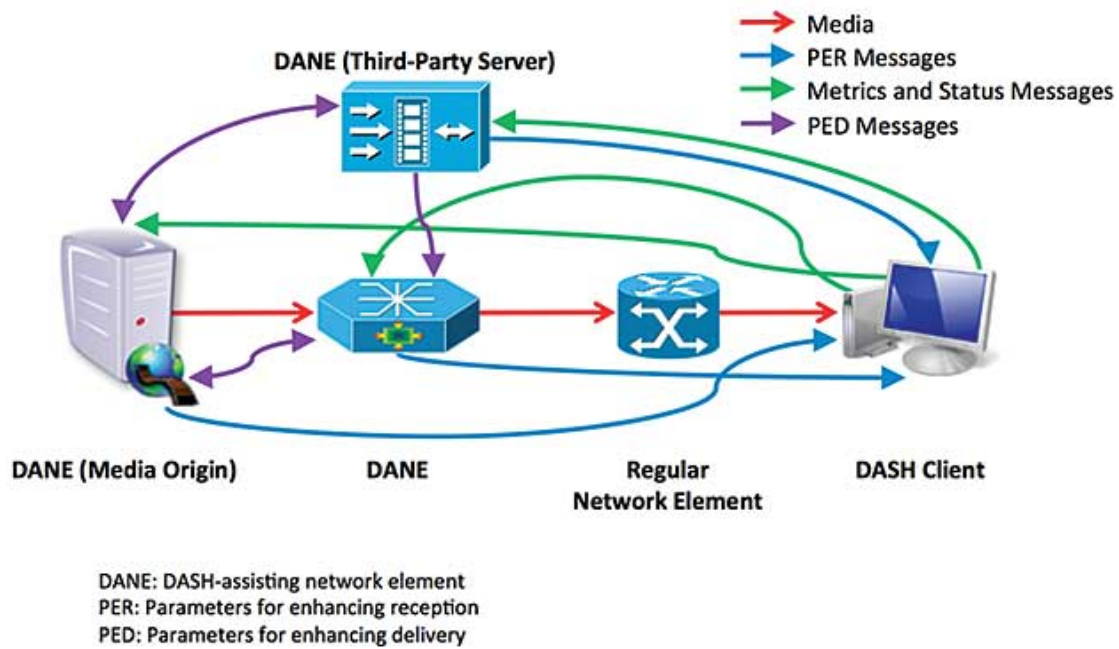 Media
PER Messages
Metrics and Status Messages
PED Messages
DANE (Third-Party Server)
DANE (Media Origin)
DANE
Regular
Network Element
DASH Client
DANE: DASH-assisting network element
PER: Parameters for enhancing reception
PED: Parameters for enhancing delivery